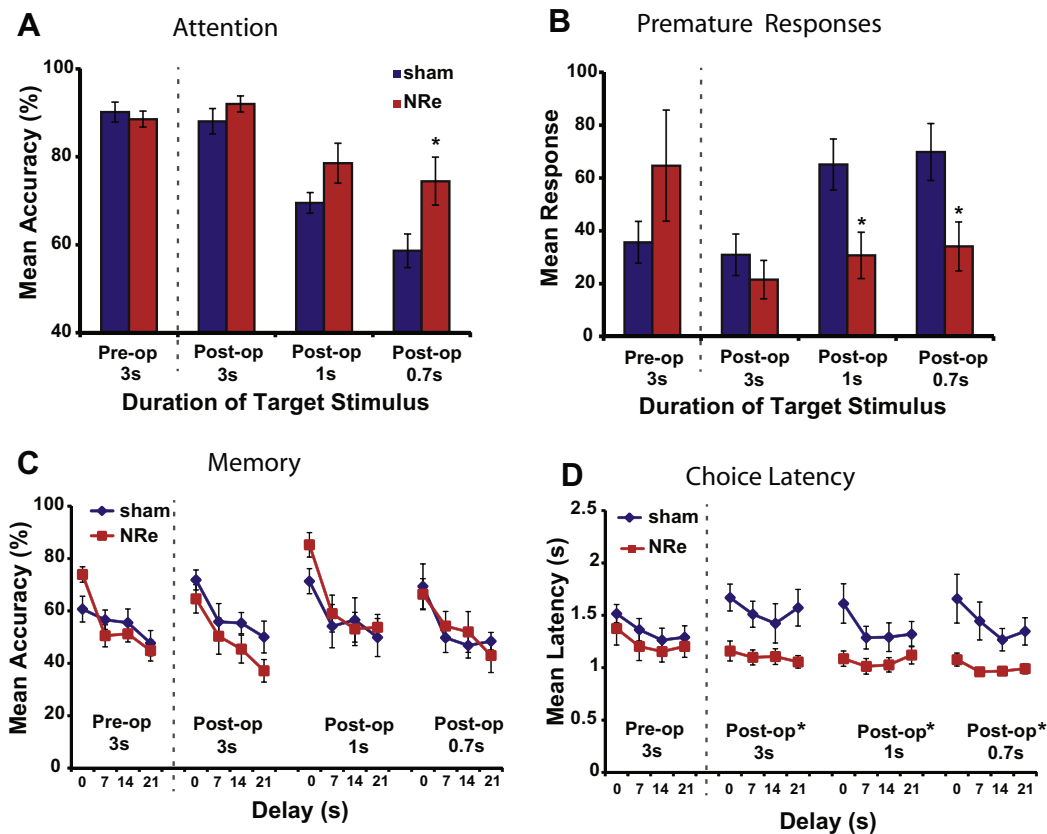 A
Attention
Mean Accuracy (%)
100
80
60
40
sham
NRe
*
Pre-op
3s
Post-op
3s
Post-op
1s
Post-op
0.7s
Duration of Target Stimulus
B
Premature Responses
Mean Response
100
80
60
40
20
0
*
*
Pre-op
3s
Post-op
3s
Post-op
1s
Post-op
0.7s
Duration of Target Stimulus
C
Memory
Mean Accuracy (%)
100
80
60
40
20
0
sham
NRe
Pre-op
3s
Post-op
3s
Post-op
1s
Post-op
0.7s
0 7 14 21 0 7 14 21 0 7 14 21 0 7 14 21
Delay (s)
D
Choice Latency
Mean Latency (s)
2.5
2
1.5
1
0.5
0
sham
NRe
Pre-op
3s
Post-op*
3s
Post-op*
1s
Post-op*
0.7s
0 7 14 21 0 7 14 21 0 7 14 21 0 7 14 21
Delay (s)